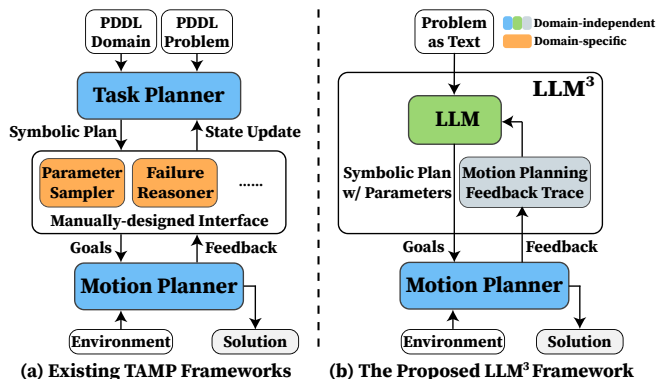 PDDL
Domain
PDDL
Problem
Task Planner
Symbolic Plan
State Update
Parameter
Sampler
Failure
Reasoner
......
Manually-designed Interface
Goals
Feedback
Motion Planner
Environment
Solution
(a) Existing TAMP Frameworks
Problem
as Text
Domain-independent
Domain-specific
LLM³
LLM
Symbolic Plan
w/ Parameters
Motion Planning
Feedback Trace
Goals
Feedback
Motion Planner
Environment
Solution
(b) The Proposed LLM³ Framework